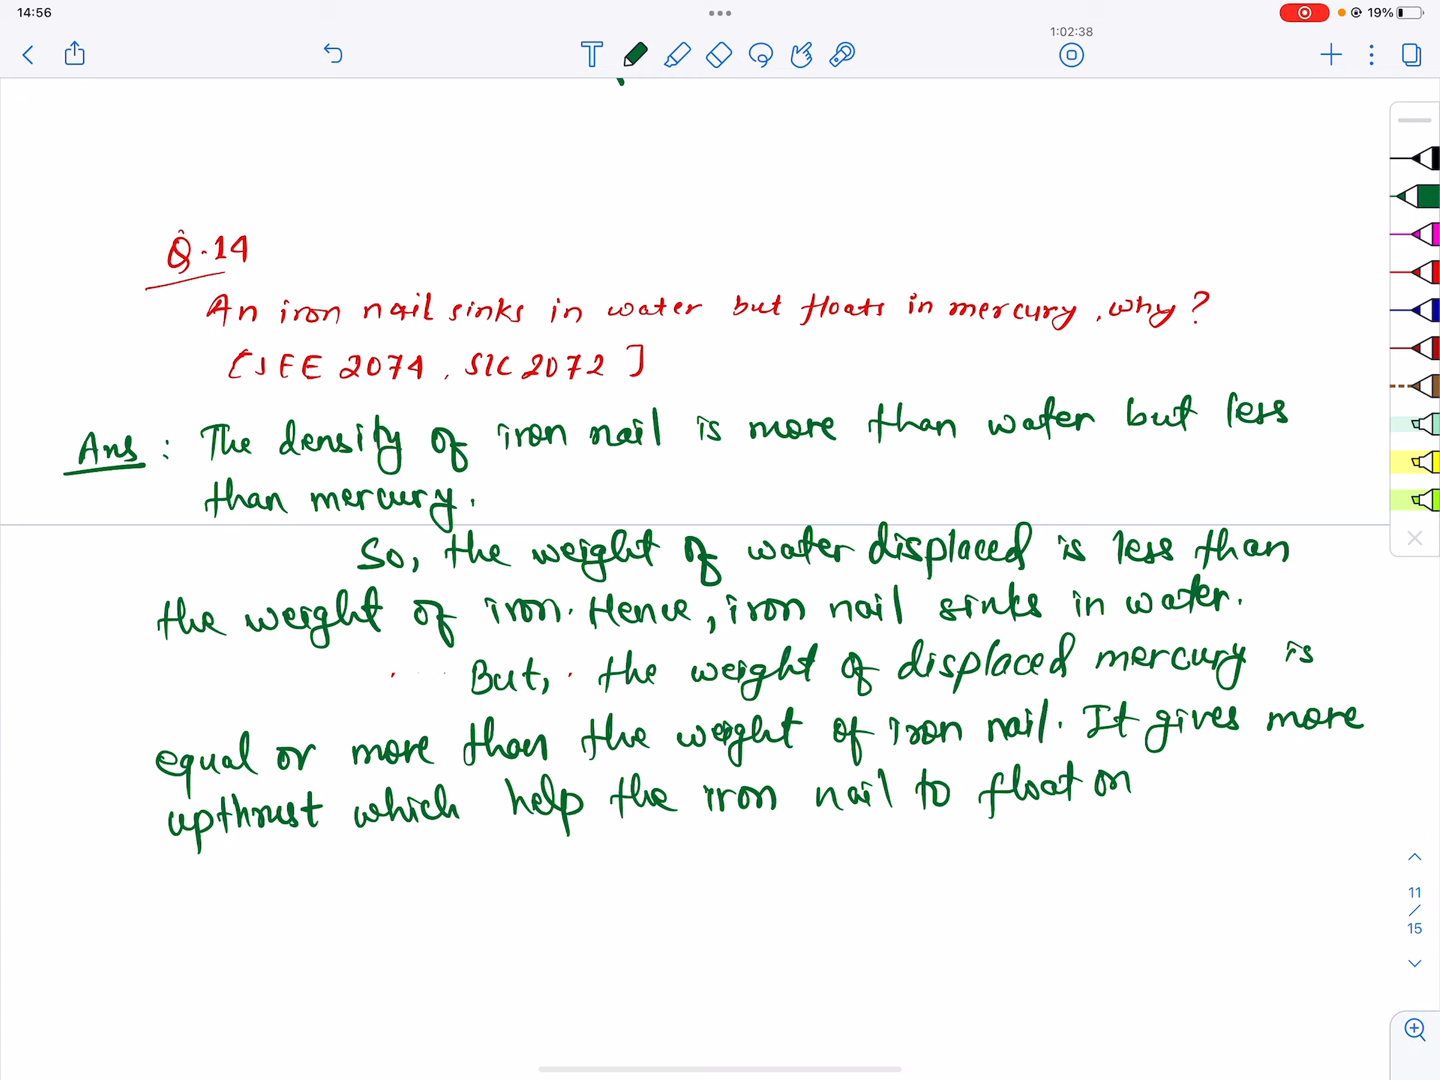 14:56
19%
1:02:38
Q.14
An iron nail sinks in water but floats in mercury, why?
[SEE 2074, SLC 2072]
Ans : The density of iron nail is more than water but less
than mercury.
So, the weight of water displaced is less than
the weight of iron. Hence, iron nail sinks in water.
But, the weight of displaced mercury is
equal or more than the weight of iron nail. It gives more
upthrust which help the iron nail to float on
11
/
15